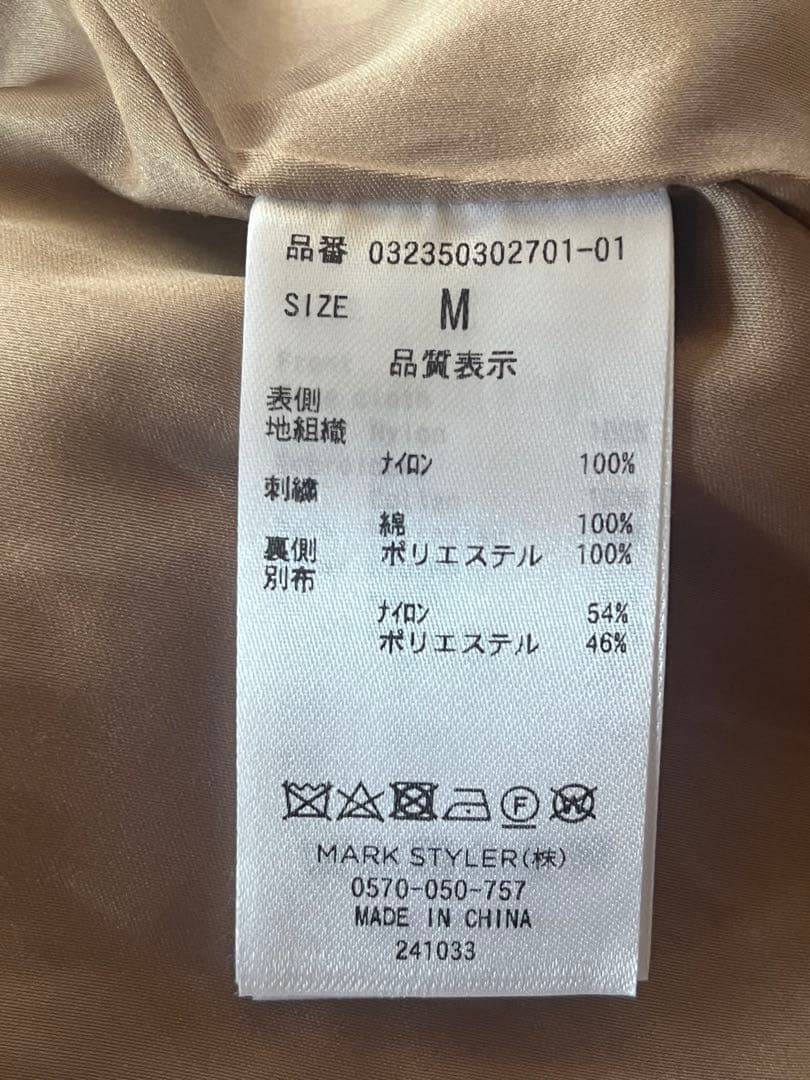 品番 032350302701-01
SIZE M
品質表示
表側
地組織
ナイロン 100%
刺繍
綿 100%
裏側 ポリエステル 100%
別布
ナイロン 54%
ポリエステル 46%
F W
MARK STYLER(株)
0570-050-757
MADE IN CHINA
241033